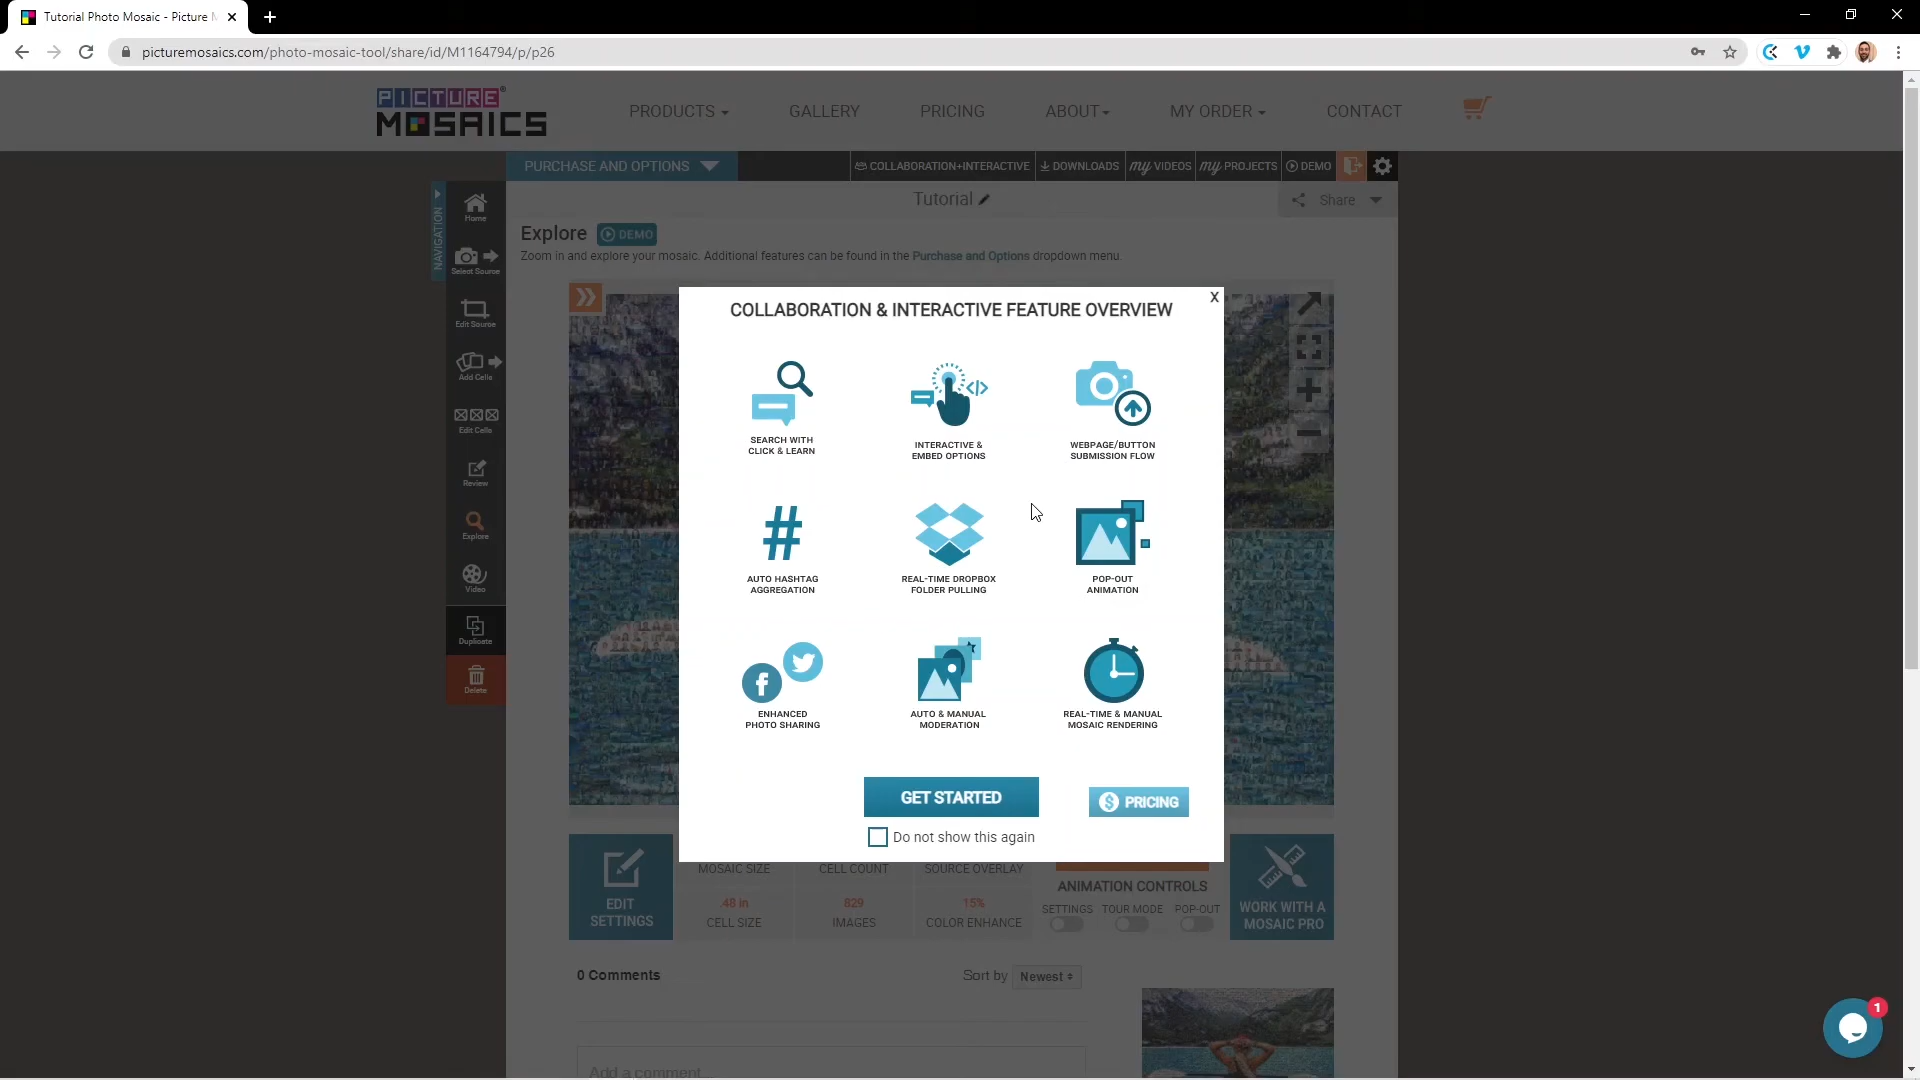 Tutorial Photo Mosaic - Picture M
picturemosaics.com/photo-mosaic-tool/share/id/M1164794/p/p26
PICTURE®
MOSAICS
PRODUCTS
GALLERY
PRICING
ABOUT
MY ORDER
CONTACT
PURCHASE AND OPTIONS
COLLABORATION+INTERACTIVE
DOWNLOADS
my VIDEOS
my PROJECTS
DEMO
NAVIGATION
Home
Select Source
Edit Source
Add Cells
Edit Cells
Review
Explore
Video
Duplicate
Delete
Tutorial
Share
Explore
DEMO
Zoom in and explore your mosaic. Additional features can be found in the Purchase and Options dropdown menu.
X
COLLABORATION & INTERACTIVE FEATURE OVERVIEW
SEARCH WITH
CLICK & LEARN
INTERACTIVE &
EMBED OPTIONS
WEBPAGE/BUTTON
SUBMISSION FLOW
AUTO HASHTAG
AGGREGATION
REAL-TIME DROPBOX
FOLDER PULLING
POP-OUT
ANIMATION
ENHANCED
PHOTO SHARING
AUTO & MANUAL
MODERATION
REAL-TIME & MANUAL
MOSAIC RENDERING
GET STARTED
$ PRICING
Do not show this again
EDIT
SETTINGS
MOSAIC SIZE
CELL COUNT
SOURCE OVERLAY
.48 in
829
15%
CELL SIZE
IMAGES
COLOR ENHANCE
ANIMATION CONTROLS
SETTINGS
TOUR MODE
POP-OUT
WORK WITH A
MOSAIC PRO
0 Comments
Sort by
Newest
Add a comment...
1